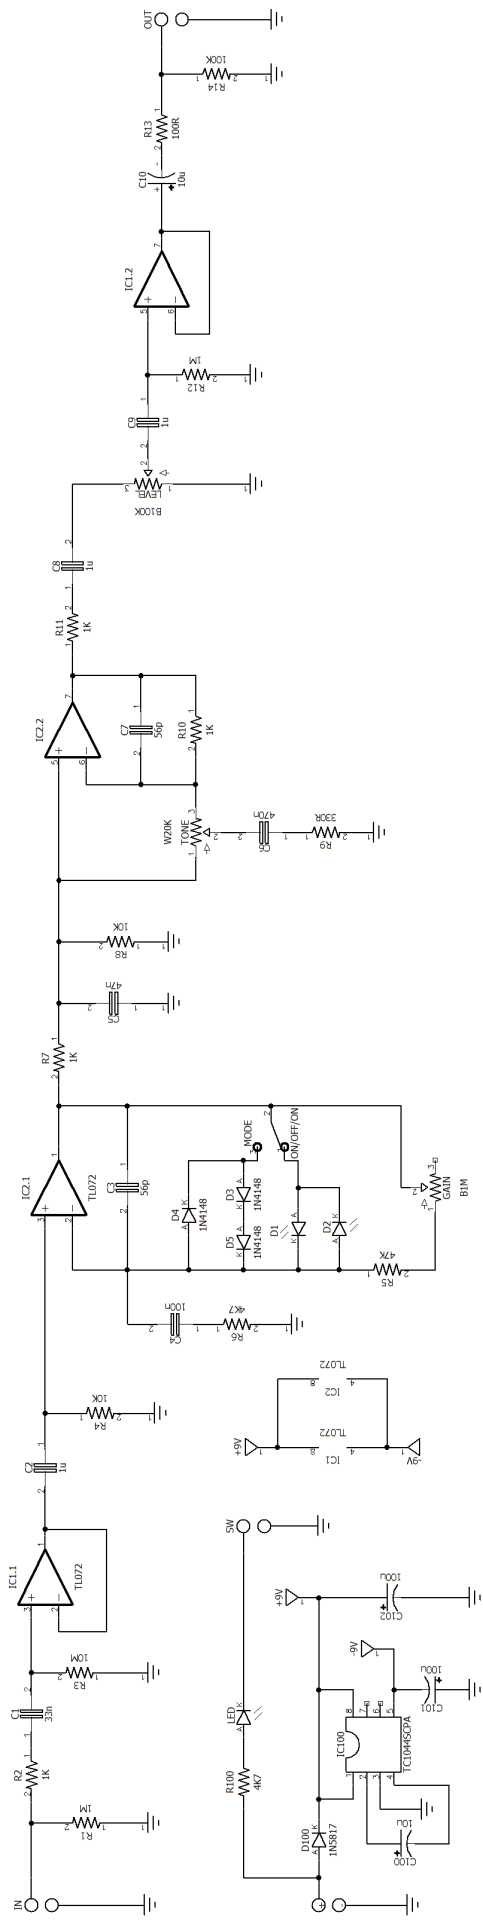 OUT
R14
100K
R13
100R
C10
10u
IC1.2
R12
1M
C9
1u
LEVEL
B100K
C8
1u
R11
1K
IC2.2
C7
56p
R10
1K
W20K
TONE
470n
R9
330R
R8
10K
C5
47n
R7
1K
IC2.1
TL072
C3
56p
MODE
ON/OFF/ON
D4
1N4148
D3
1N4148
D5
1N4148
D1
D2
GAIN
B1M
R5
47K
C4
100n
R6
4K7
R4
10K
C2
1u
IC1.1
TL072
R3
10M
C1
33n
R2
1K
R1
1M
IN
+9V
IC1
TL072
IC2
TL072
-9V
SW
LED
R100
4K7
D100
1N5817
+9V
C102
100u
-9V
IC100
TC1044SCPA
C101
100u
C100
10u